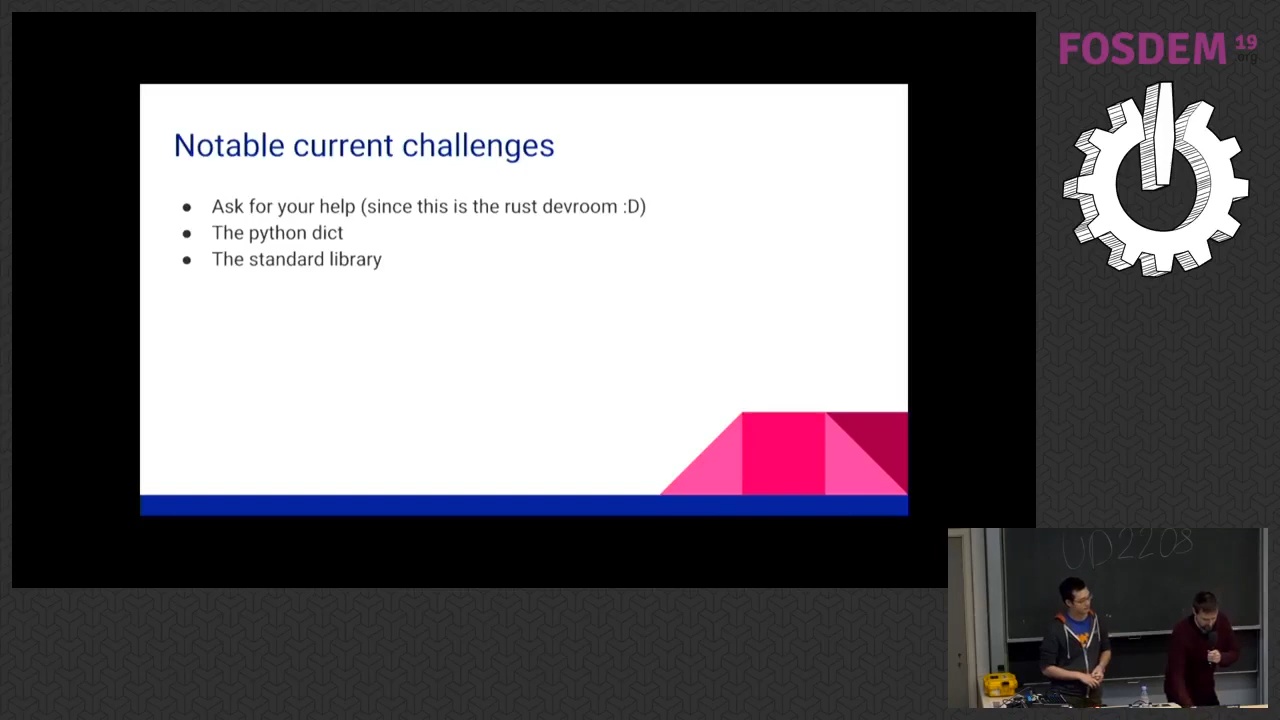 FOSDEM 19
.org
Notable current challenges
Ask for your help (since this is the rust devroom :D)
The python dict
The standard library
UD2208